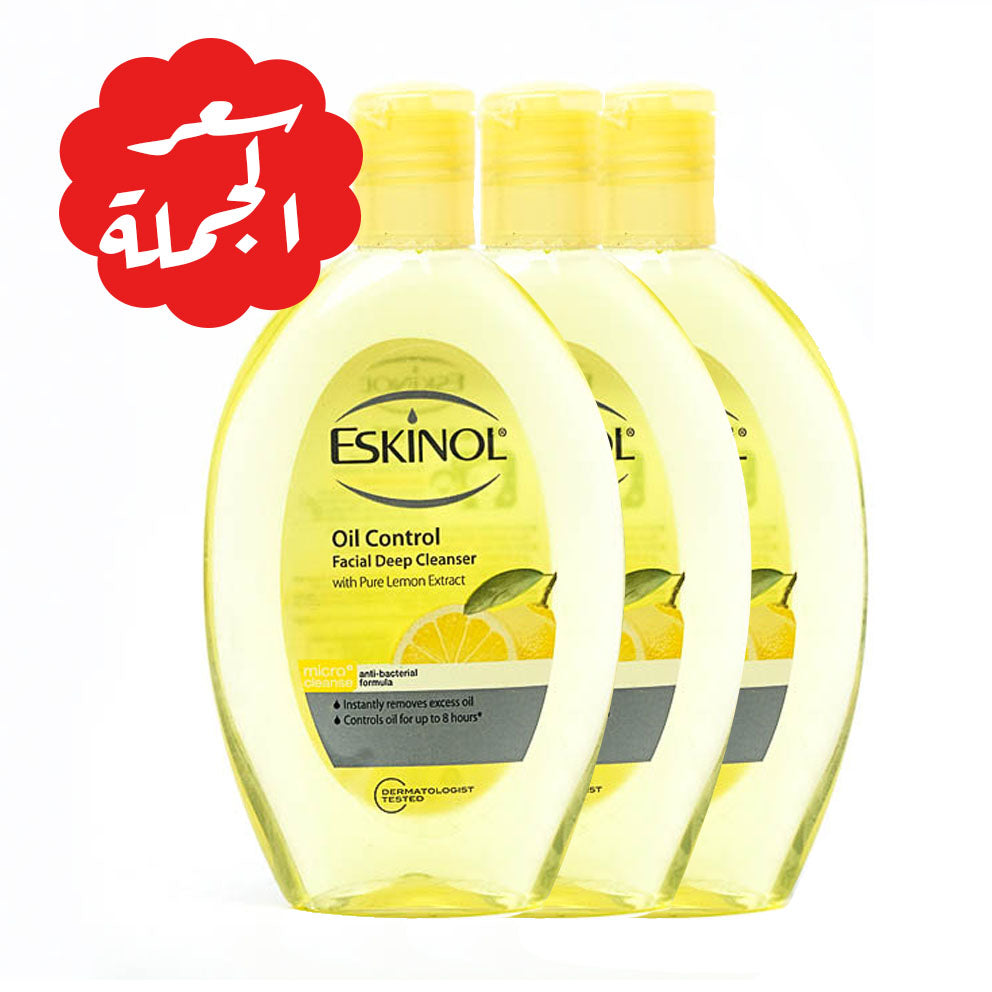 سعر
الجملة
ESKINOL®
Oil Control
Facial Deep Cleanser
with Pure Lemon Extract
micro®
cleanse
anti-bacterial
formula
Instantly removes excess oil
Controls oil for up to 8 hours*
DERMATOLOGIST
TESTED